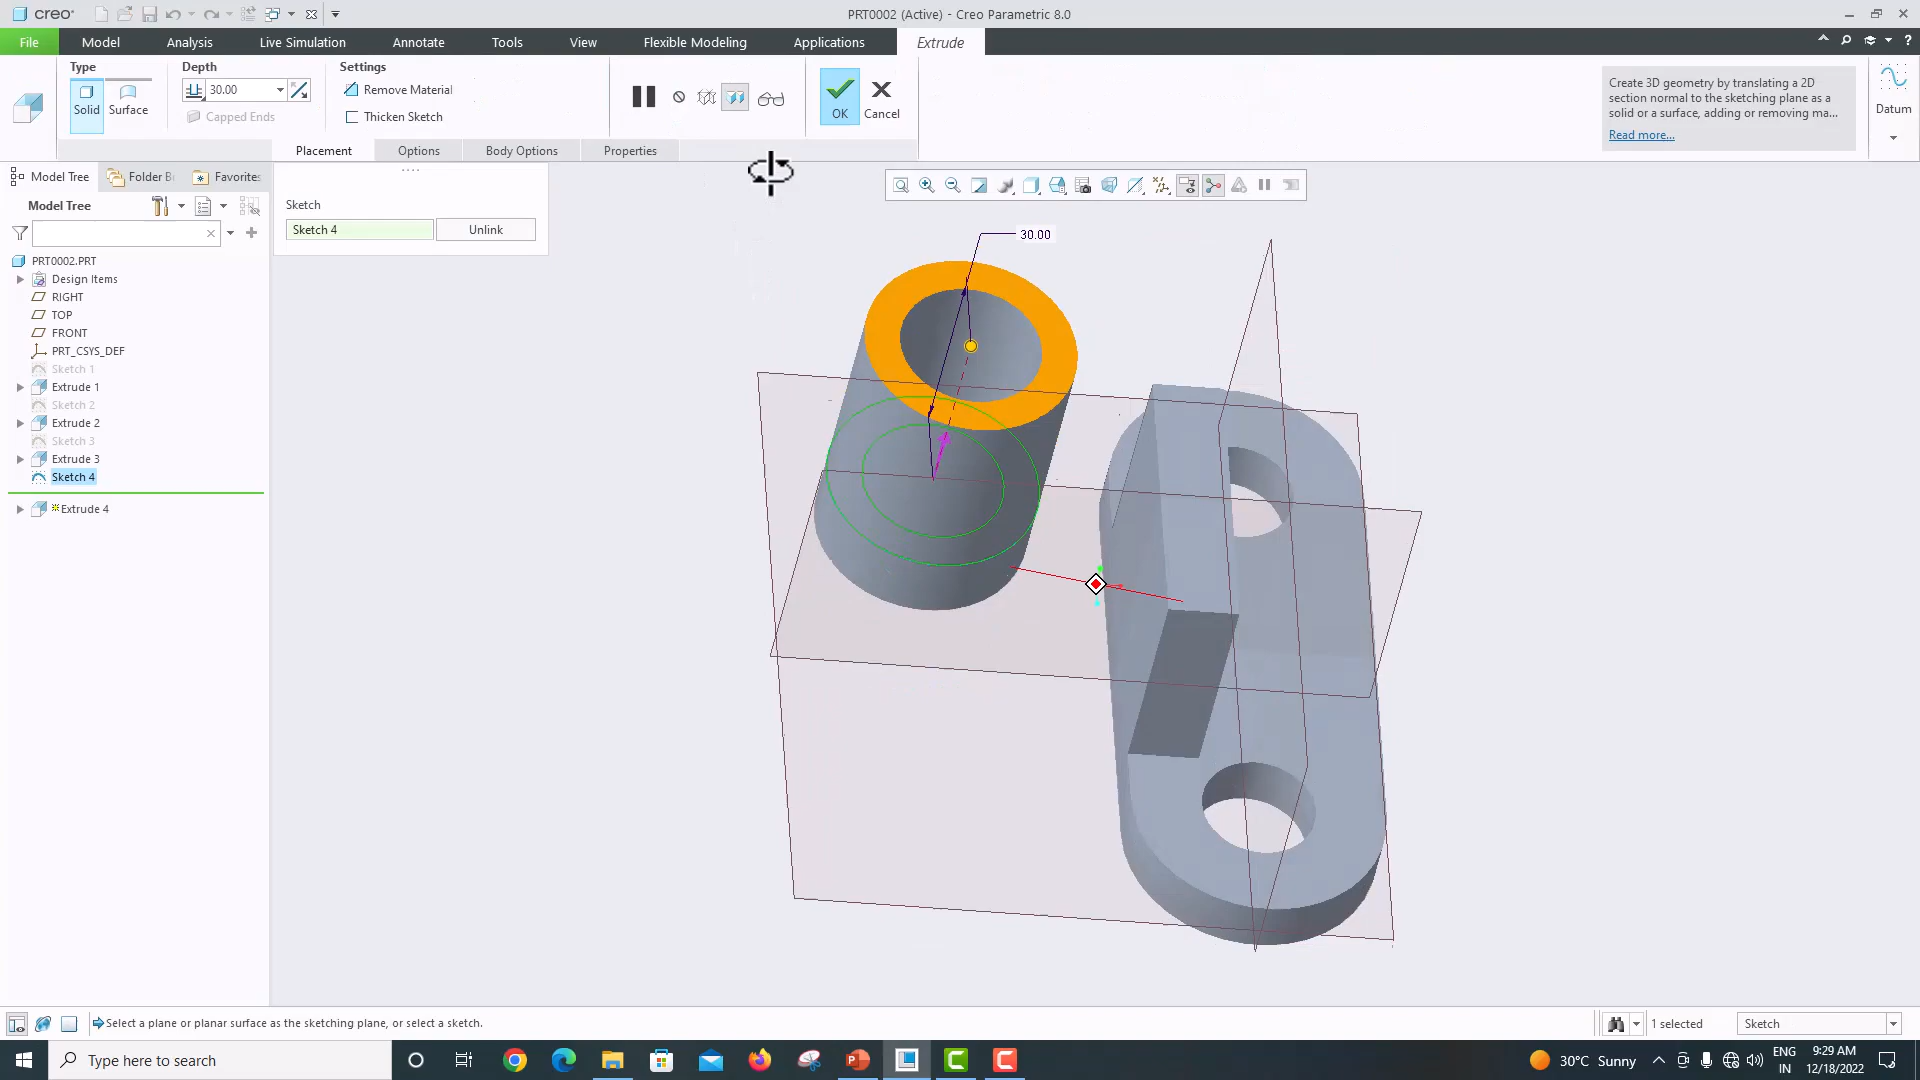 creo
PRT0002 (Active) - Creo Parametric 8.0
File Model Analysis Live Simulation Annotate Tools View Flexible Modeling Applications Extrude
Type Depth Settings
30.00 Remove Material
Solid Surface Capped Ends Thicken Sketch
OK Cancel
Create 3D geometry by translating a 2D
section normal to the sketching plane as a
solid or a surface, adding or removing ma...
Read more...
Datum
Placement Options Body Options Properties
Model Tree Folder B Favorites
Model Tree
Sketch
Sketch 4 Unlink
30.00
PRT0002.PRT
Design Items
RIGHT
TOP
FRONT
PRT_CSYS_DEF
Sketch 1
Extrude 1
Sketch 2
Extrude 2
Sketch 3
Extrude 3
Sketch 4
Extrude 4
Select a plane or planar surface as the sketching plane, or select a sketch.
1 selected Sketch
Type here to search
30°C Sunny
ENG
IN
9:29 AM
12/18/2022